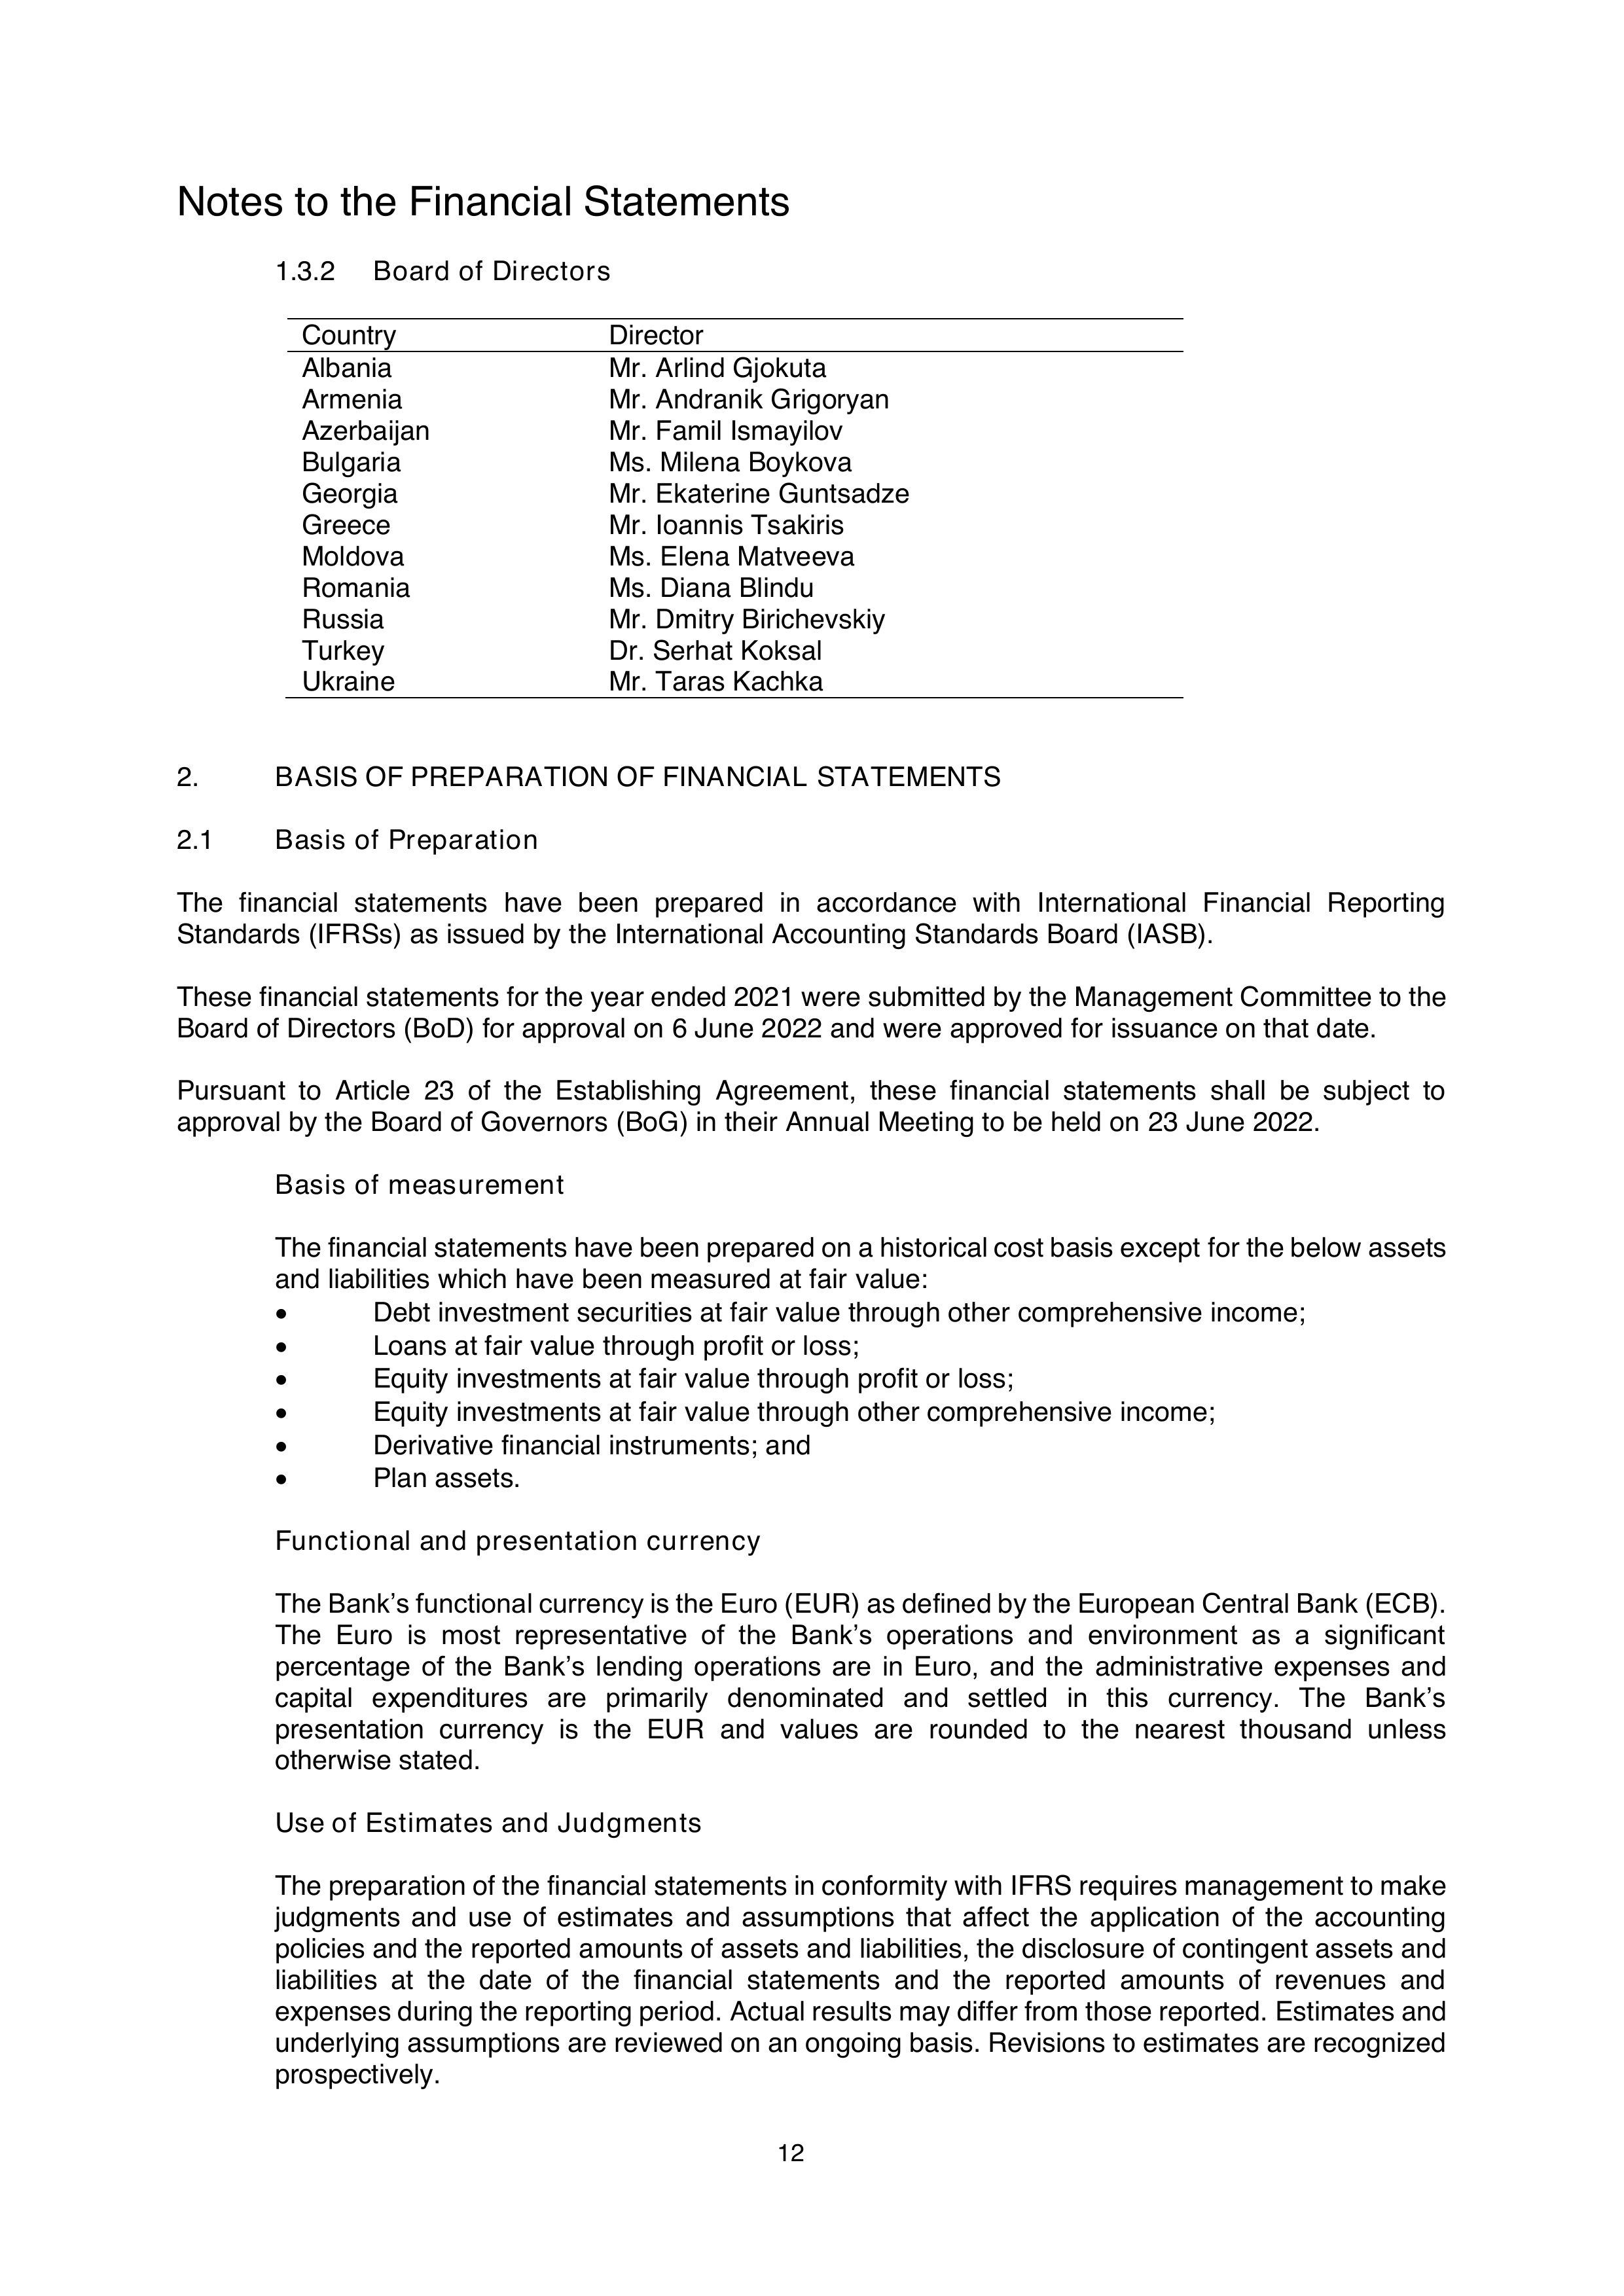 Notes to the Financial Statements
1.3.2 Board of Directors
Country Director
Albania Mr. Arlind Gjokuta
Armenia Mr. Andranik Grigoryan
Azerbaijan Mr. Famil Ismayilov
Bulgaria Ms. Milena Boykova
Georgia Mr. Ekaterine Guntsadze
Greece Mr. Ioannis Tsakiris
Moldova Ms. Elena Matveeva
Romania Ms. Diana Blindu
Russia Mr. Dmitry Birichevskiy
Turkey Dr. Serhat Koksal
Ukraine Mr. Taras Kachka
2. BASIS OF PREPARATION OF FINANCIAL STATEMENTS
2.1 Basis of Preparation
The financial statements have been prepared in accordance with International Financial Reporting
Standards (IFRSs) as issued by the International Accounting Standards Board (IASB).
These financial statements for the year ended 2021 were submitted by the Management Committee to the
Board of Directors (BoD) for approval on 6 June 2022 and were approved for issuance on that date.
Pursuant to Article 23 of the Establishing Agreement, these financial statements shall be subject to
approval by the Board of Governors (BoG) in their Annual Meeting to be held on 23 June 2022.
Basis of measurement
The financial statements have been prepared on a historical cost basis except for the below assets
and liabilities which have been measured at fair value:
• Debt investment securities at fair value through other comprehensive income;
• Loans at fair value through profit or loss;
• Equity investments at fair value through profit or loss;
• Equity investments at fair value through other comprehensive income;
• Derivative financial instruments; and
• Plan assets.
Functional and presentation currency
The Bank’s functional currency is the Euro (EUR) as defined by the European Central Bank (ECB).
The Euro is most representative of the Bank’s operations and environment as a significant
percentage of the Bank’s lending operations are in Euro, and the administrative expenses and
capital expenditures are primarily denominated and settled in this currency. The Bank’s
presentation currency is the EUR and values are rounded to the nearest thousand unless
otherwise stated.
Use of Estimates and Judgments
The preparation of the financial statements in conformity with IFRS requires management to make
judgments and use of estimates and assumptions that affect the application of the accounting
policies and the reported amounts of assets and liabilities, the disclosure of contingent assets and
liabilities at the date of the financial statements and the reported amounts of revenues and
expenses during the reporting period. Actual results may differ from those reported. Estimates and
underlying assumptions are reviewed on an ongoing basis. Revisions to estimates are recognized
prospectively.
12